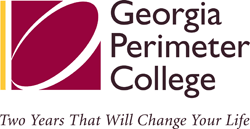 Georgia
Perimeter
College
Two Years That Will Change Your Life